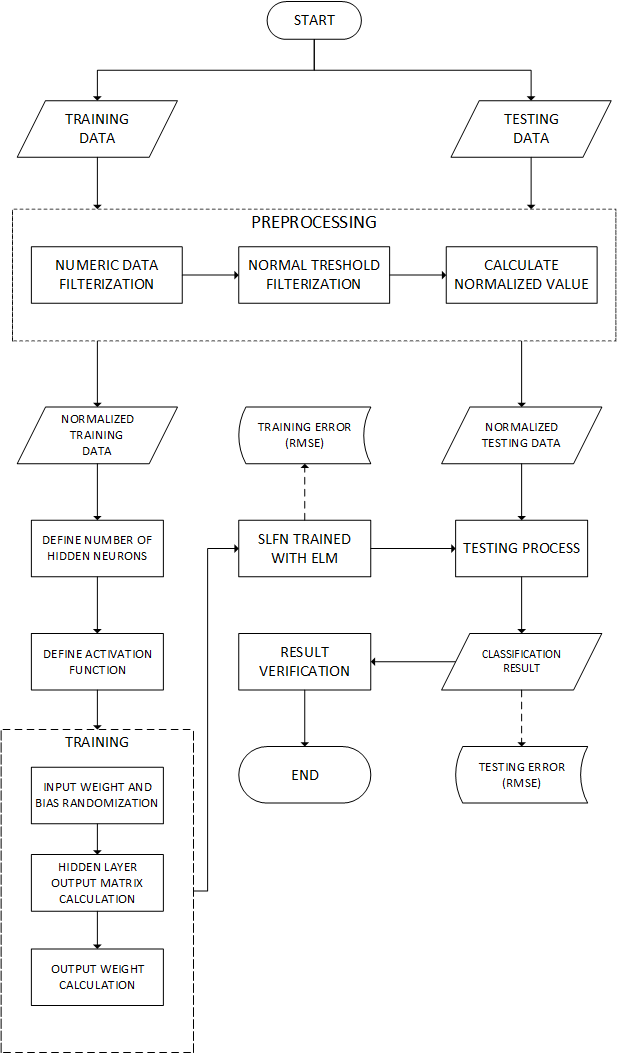 START
TRAINING
DATA
TESTING
DATA
PREPROCESSING
NUMERIC DATA
FILTERIZATION
NORMAL TRESHOLD
FILTERIZATION
CALCULATE
NORMALIZED VALUE
NORMALIZED
TRAINING
DATA
TRAINING ERROR
(RMSE)
NORMALIZED
TESTING DATA
DEFINE NUMBER OF
HIDDEN NEURONS
SLFN TRAINED
WITH ELM
TESTING PROCESS
DEFINE ACTIVATION
FUNCTION
RESULT
VERIFICATION
CLASSIFICATION
RESULT
TRAINING
INPUT WEIGHT AND
BIAS RANDOMIZATION
END
TESTING ERROR
(RMSE)
HIDDEN LAYER
OUTPUT MATRIX
CALCULATION
OUTPUT WEIGHT
CALCULATION